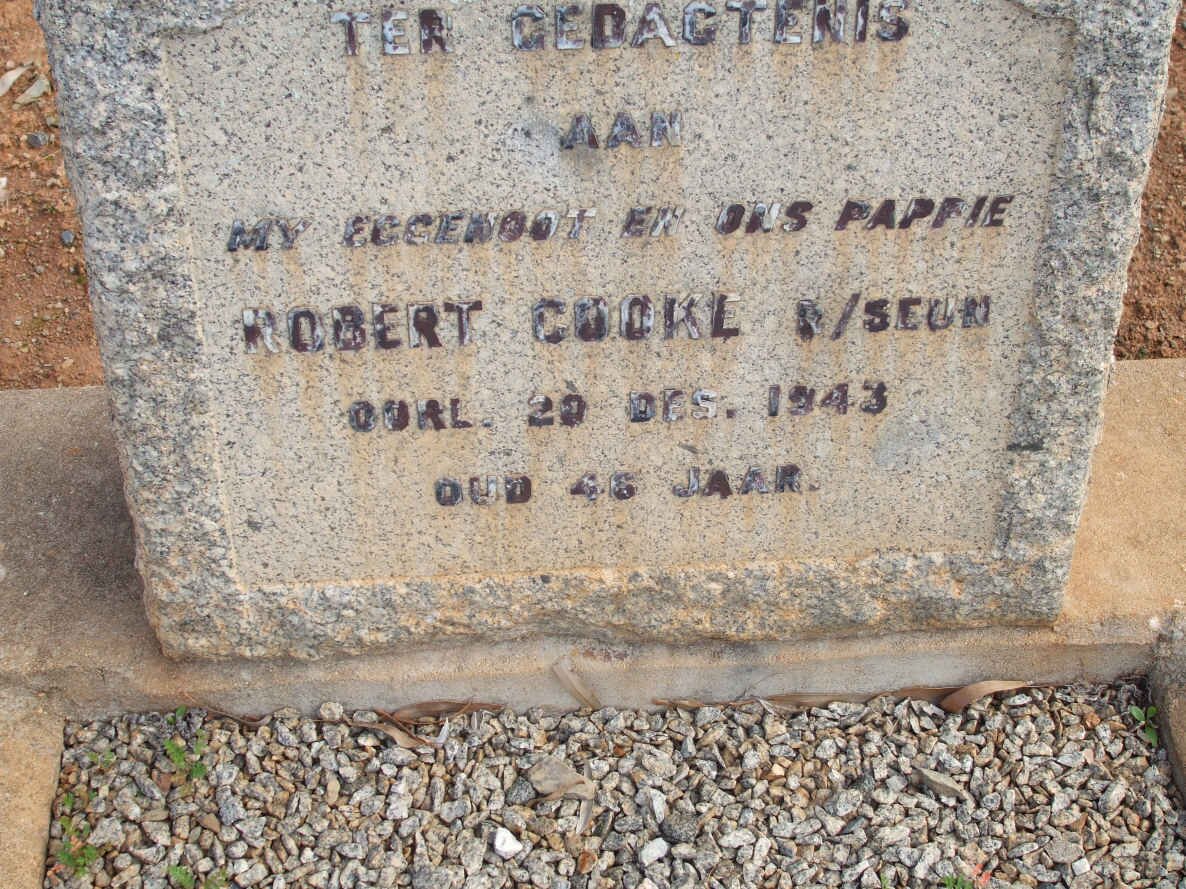 TER GEDAGTENIS
AAN
MY EGGENOOT EN ONS PAPPIE
ROBERT COOKE R/SEUN
OORL. 20 DES. 1943
OUD 46 JAAR.